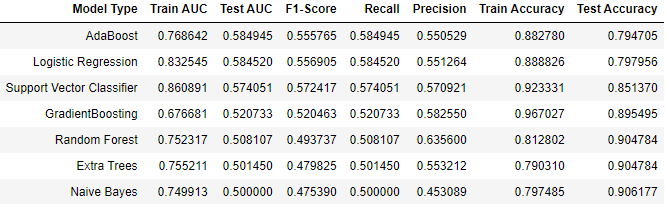 Model Type Train AUC Test AUC F1-Score Recall Precision Train Accuracy Test Accuracy
AdaBoost 0.768642 0.584945 0.555765 0.584945 0.550529 0.882780 0.794705
Logistic Regression 0.832545 0.584520 0.556905 0.584520 0.551264 0.888826 0.797956
Support Vector Classifier 0.860891 0.574051 0.572417 0.574051 0.570921 0.923331 0.851370
GradientBoosting 0.676681 0.520733 0.520463 0.520733 0.582550 0.967027 0.895495
Random Forest 0.752317 0.508107 0.493737 0.508107 0.635600 0.812802 0.904784
Extra Trees 0.755211 0.501450 0.479825 0.501450 0.553212 0.790310 0.904784
Naive Bayes 0.749913 0.500000 0.475390 0.500000 0.453089 0.797485 0.906177